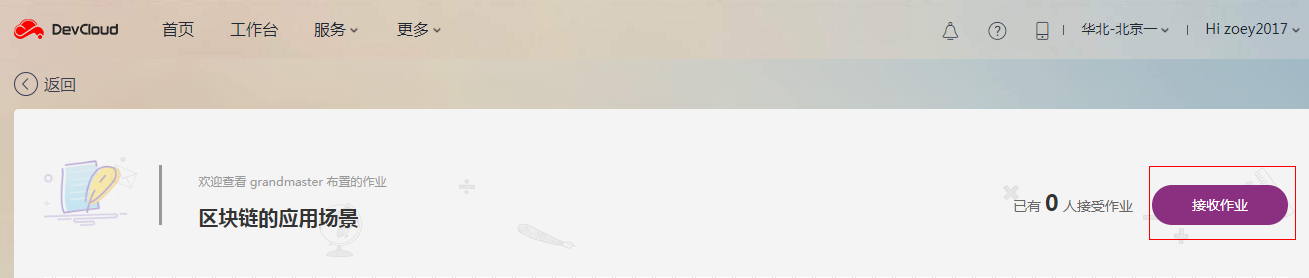 DevCloud 首页 工作台 服务 更多 华北-北京一 Hi zoey2017
返回
欢迎查看 grandmaster 布置的作业
区块链的应用场景
已有 0 人接受作业 接收作业